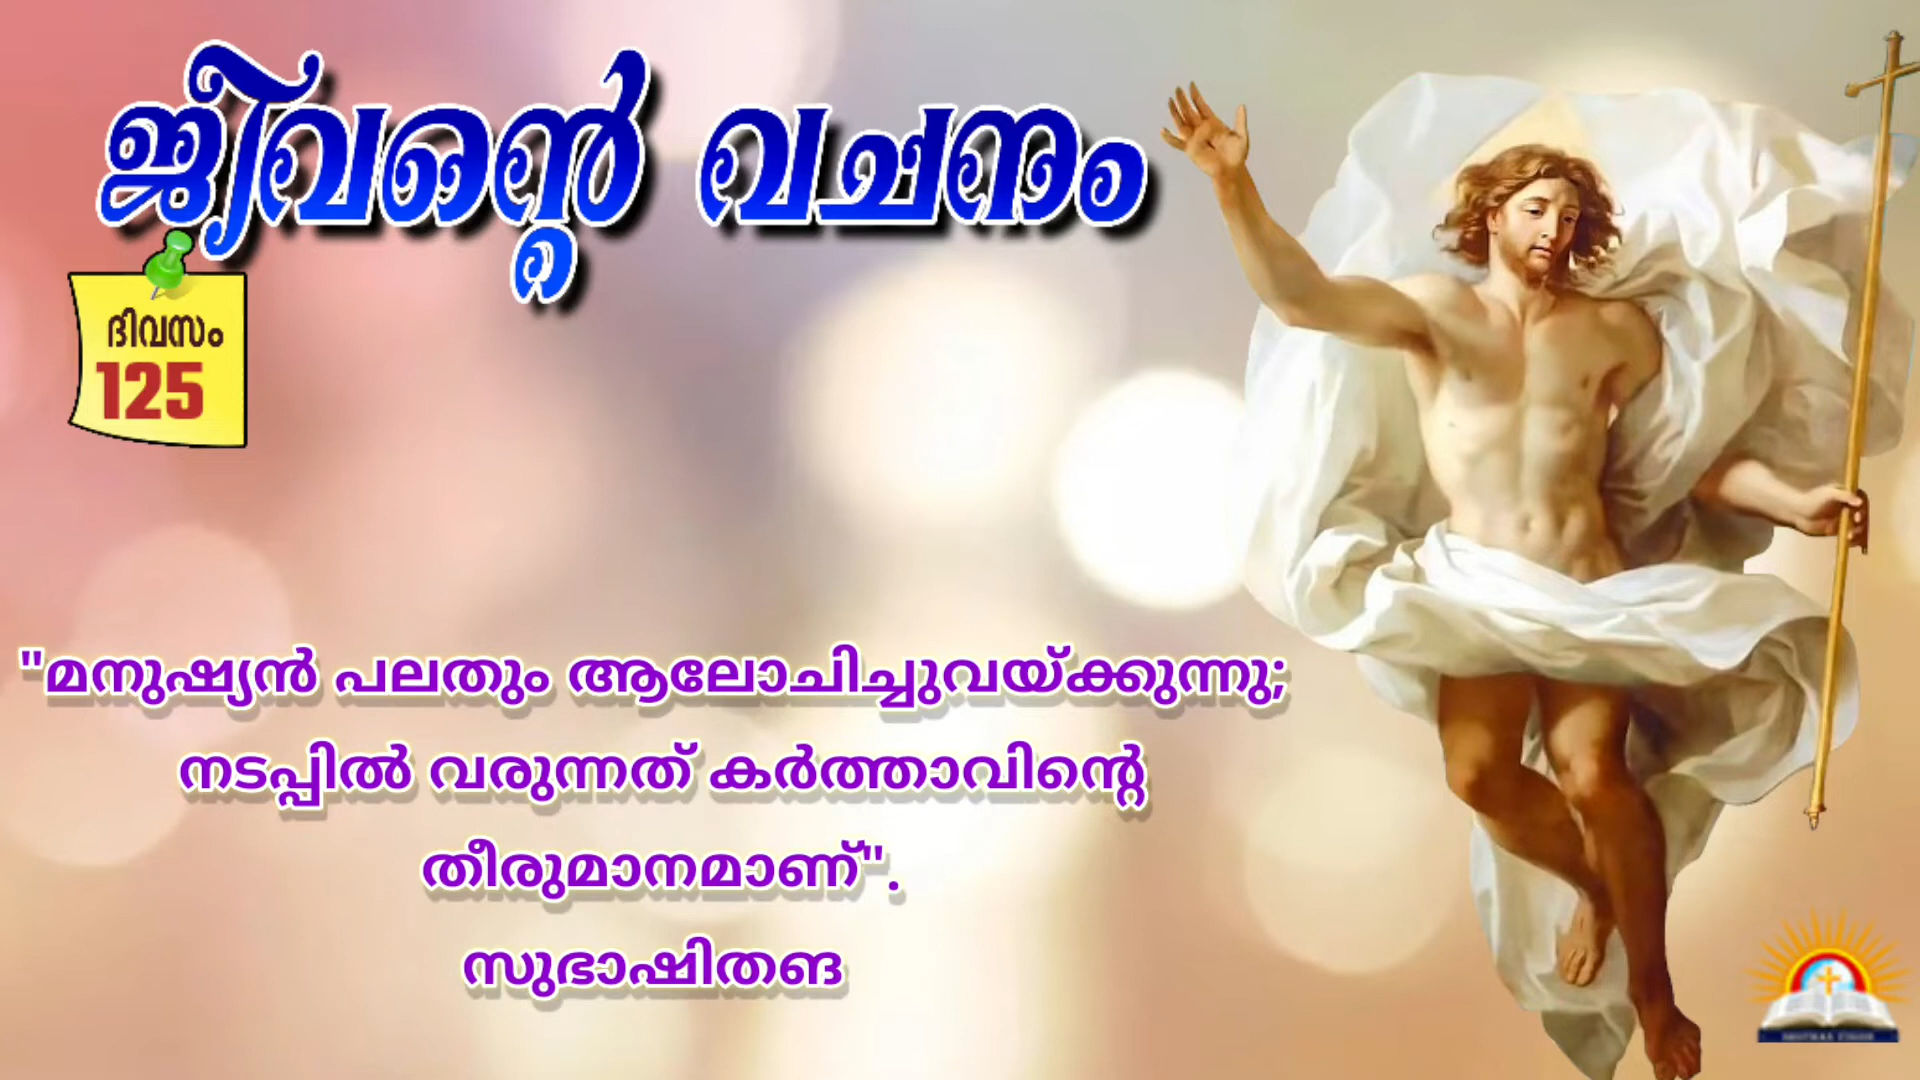 ജീവന്റെ വചനം
ദിവസം
125
"മനുഷ്യൻ പലതും ആലോചിച്ചുവയ്ക്കുന്നു;
നടപ്പിൽ വരുന്നത് കർത്താവിന്റെ
തീരുമാനമാണ്".
സുഭാഷിതങ